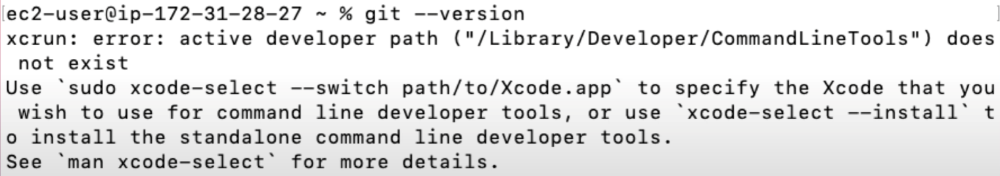 [ec2-user@ip-172-31-28-27 ~ % git --version ]
xcrun: error: active developer path ("/Library/Developer/CommandLineTools") does
 not exist
Use `sudo xcode-select --switch path/to/Xcode.app` to specify the Xcode that you
 wish to use for command line developer tools, or use `xcode-select --install` t
o install the standalone command line developer tools.
See `man xcode-select` for more details.